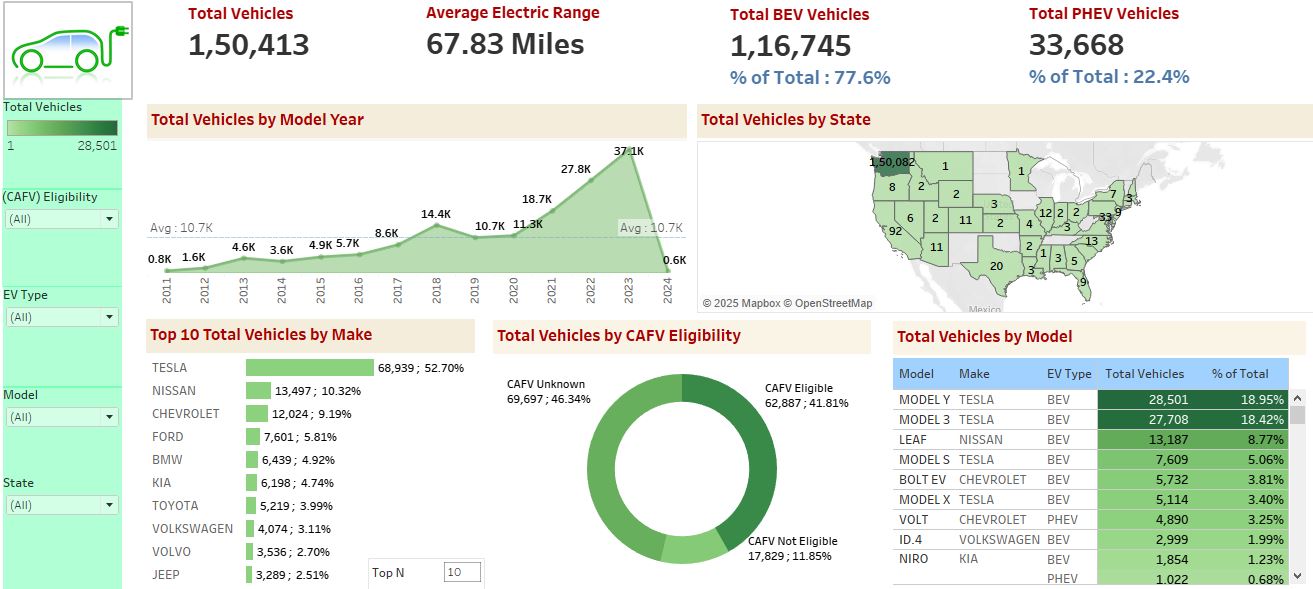 Total Vehicles
1,50,413
Average Electric Range
67.83 Miles
Total BEV Vehicles
1,16,745
% of Total : 77.6%
Total PHEV Vehicles
33,668
% of Total : 22.4%
Total Vehicles
1 28,501
(CAFV) Eligibility
(All)
EV Type
(All)
Model
(All)
State
(All)
Total Vehicles by Model Year
37.1K
27.8K
18.7K
14.4K
Avg : 10.7K 10.7K 11.3K Avg : 10.7K
8.6K
4.6K 3.6K 4.9K 5.7K
0.8K 1.6K 0.6K
2011 2012 2013 2014 2015 2016 2017 2018 2019 2020 2021 2022 2023 2024
Total Vehicles by State
1,50,082 1 1
8 2 2 7 3
3 9
6 2 11 2 4 12 2 2 33
92 3
11 2 13
1 3 5
20 3 9
Mexico
© 2025 Mapbox © OpenStreetMap
Top 10 Total Vehicles by Make
TESLA 68,939 ; 52.70%
NISSAN 13,497 ; 10.32%
CHEVROLET 12,024 ; 9.19%
FORD 7,601 ; 5.81%
BMW 6,439 ; 4.92%
KIA 6,198 ; 4.74%
TOYOTA 5,219 ; 3.99%
VOLKSWAGEN 4,074 ; 3.11%
VOLVO 3,536 ; 2.70%
JEEP 3,289 ; 2.51%
Top N 10
Total Vehicles by CAFV Eligibility
CAFV Unknown
69,697 ; 46.34%
CAFV Eligible
62,887 ; 41.81%
CAFV Not Eligible
17,829 ; 11.85%
Total Vehicles by Model
Model Make EV Type Total Vehicles % of Total
MODEL Y TESLA BEV 28,501 18.95%
MODEL 3 TESLA BEV 27,708 18.42%
LEAF NISSAN BEV 13,187 8.77%
MODEL S TESLA BEV 7,609 5.06%
BOLT EV CHEVROLET BEV 5,732 3.81%
MODEL X TESLA BEV 5,114 3.40%
VOLT CHEVROLET PHEV 4,890 3.25%
ID.4 VOLKSWAGEN BEV 2,999 1.99%
NIRO KIA BEV 1,854 1.23%
PHEV 1,022 0.68%